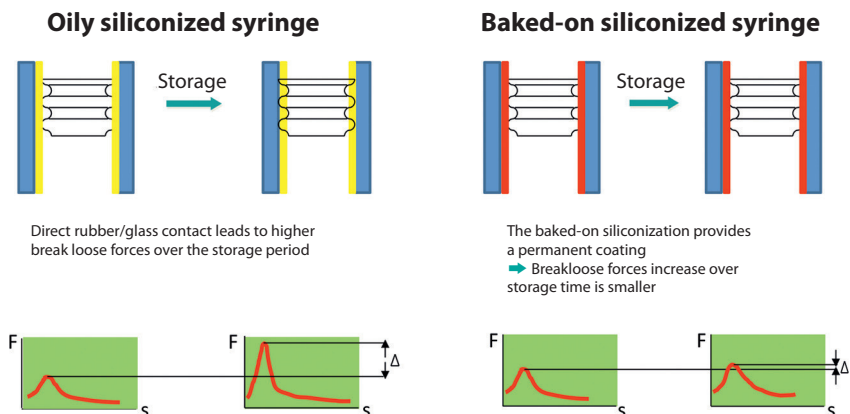 Oily siliconized syringe
Storage
Direct rubber/glass contact leads to higher
break loose forces over the storage period
F
s
F
Δ
s
Baked-on siliconized syringe
Storage
The baked-on siliconization provides
a permanent coating
➡ Breakloose forces increase over
storage time is smaller
F
s
F
Δ
s